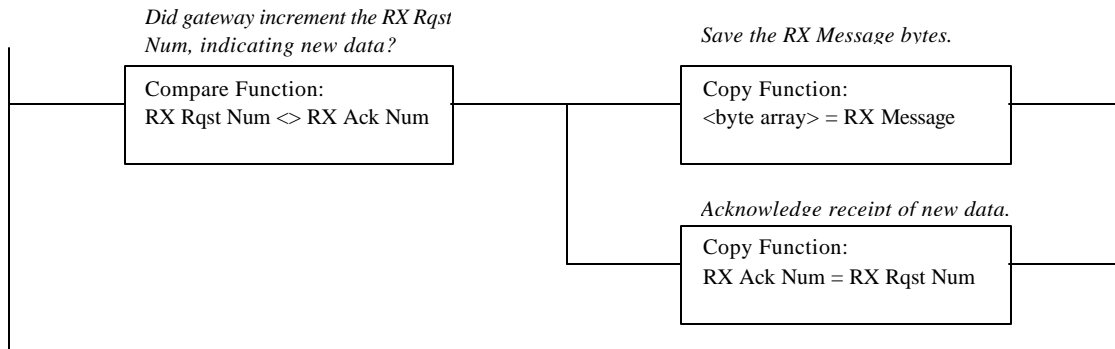 Did gateway increment the RX Rqst
Num, indicating new data?
Compare Function:
RX Rqst Num <> RX Ack Num
Save the RX Message bytes.
Copy Function:
<byte array> = RX Message
Acknowledge receipt of new data.
Copy Function:
RX Ack Num = RX Rqst Num